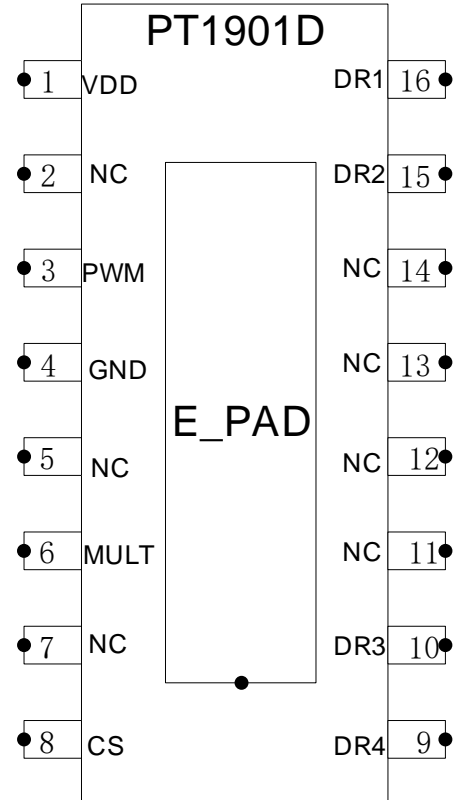 PT1901D
1 VDD DR1 16
2 NC DR2 15
3 PWM NC 14
4 GND NC 13
E_PAD
5 NC NC 12
6 MULT NC 11
7 NC DR3 10
8 CS DR4 9